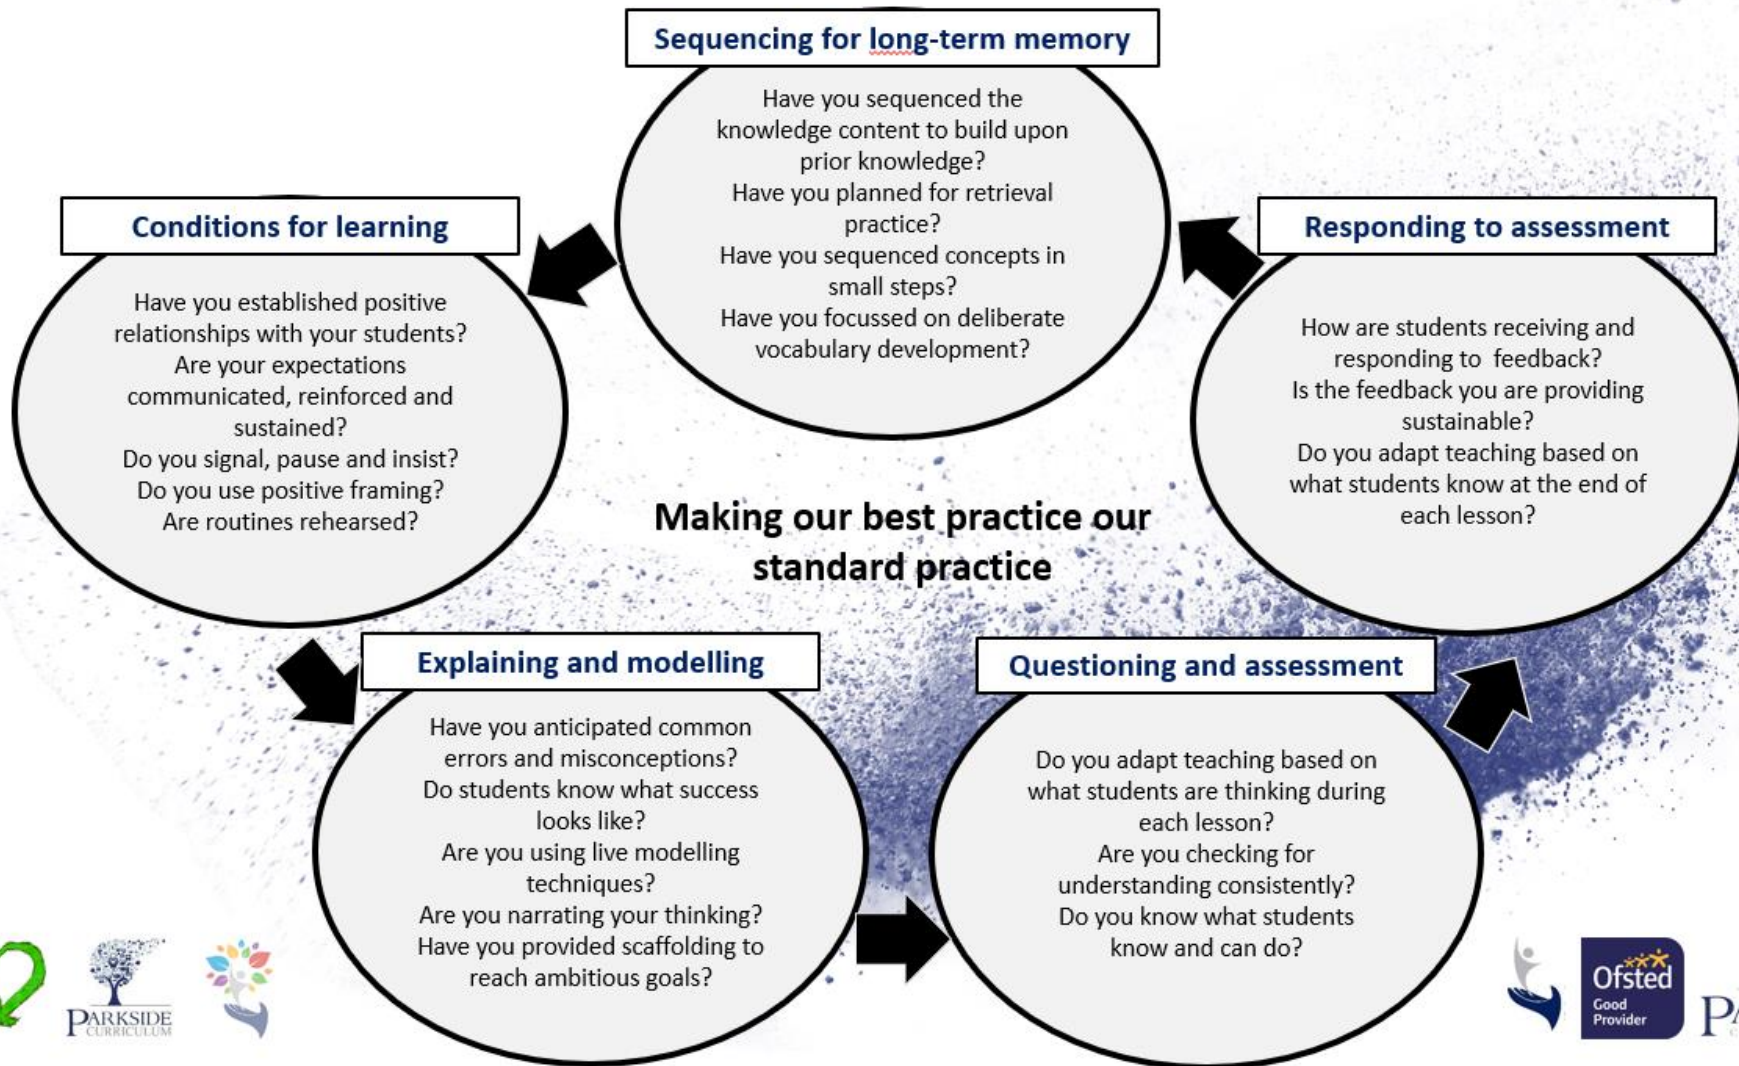 Sequencing for long-term memory
Have you sequenced the
knowledge content to build upon
prior knowledge?
Have you planned for retrieval
practice?
Have you sequenced concepts in
small steps?
Have you focussed on deliberate
vocabulary development?
Conditions for learning
Have you established positive
relationships with your students?
Are your expectations
communicated, reinforced and
sustained?
Do you signal, pause and insist?
Do you use positive framing?
Are routines rehearsed?
Responding to assessment
How are students receiving and
responding to feedback?
Is the feedback you are providing
sustainable?
Do you adapt teaching based on
what students know at the end of
each lesson?
Making our best practice our
standard practice
Explaining and modelling
Have you anticipated common
errors and misconceptions?
Do students know what success
looks like?
Are you using live modelling
techniques?
Are you narrating your thinking?
Have you provided scaffolding to
reach ambitious goals?
Questioning and assessment
Do you adapt teaching based on
what students are thinking during
each lesson?
Are you checking for
understanding consistently?
Do you know what students
know and can do?
PARKSIDE
CURRICULUM
Ofsted
Good
Provider